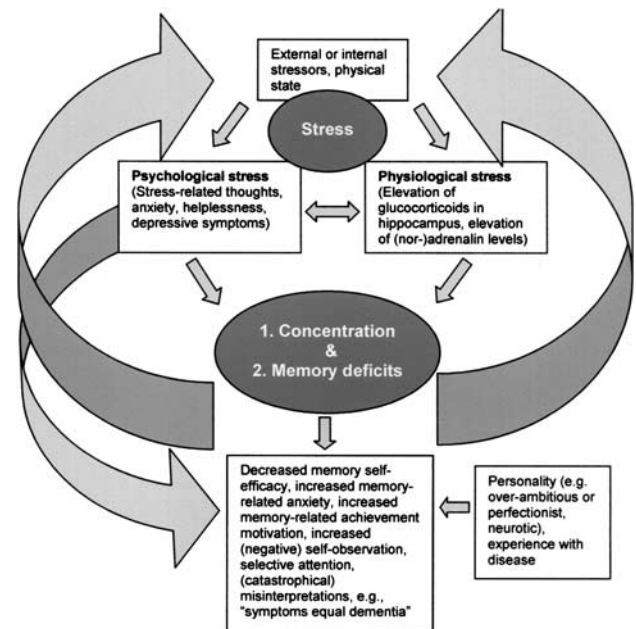 External or internal
stressors, physical
state
Stress
Psychological stress
(Stress-related thoughts,
anxiety, helplessness,
depressive symptoms)
Physiological stress
(Elevation of
glucocorticoids in
hippocampus, elevation
of (nor-)adrenalin levels)
1. Concentration
&
2. Memory deficits
Decreased memory self-
efficacy, increased memory-
related anxiety, increased
memory-related achievement
motivation, increased
(negative) self-observation,
selective attention,
(catastrophical)
misinterpretations, e.g.,
"symptoms equal dementia"
Personality (e.g.
over-ambitious or
perfectionist,
neurotic),
experience with
disease